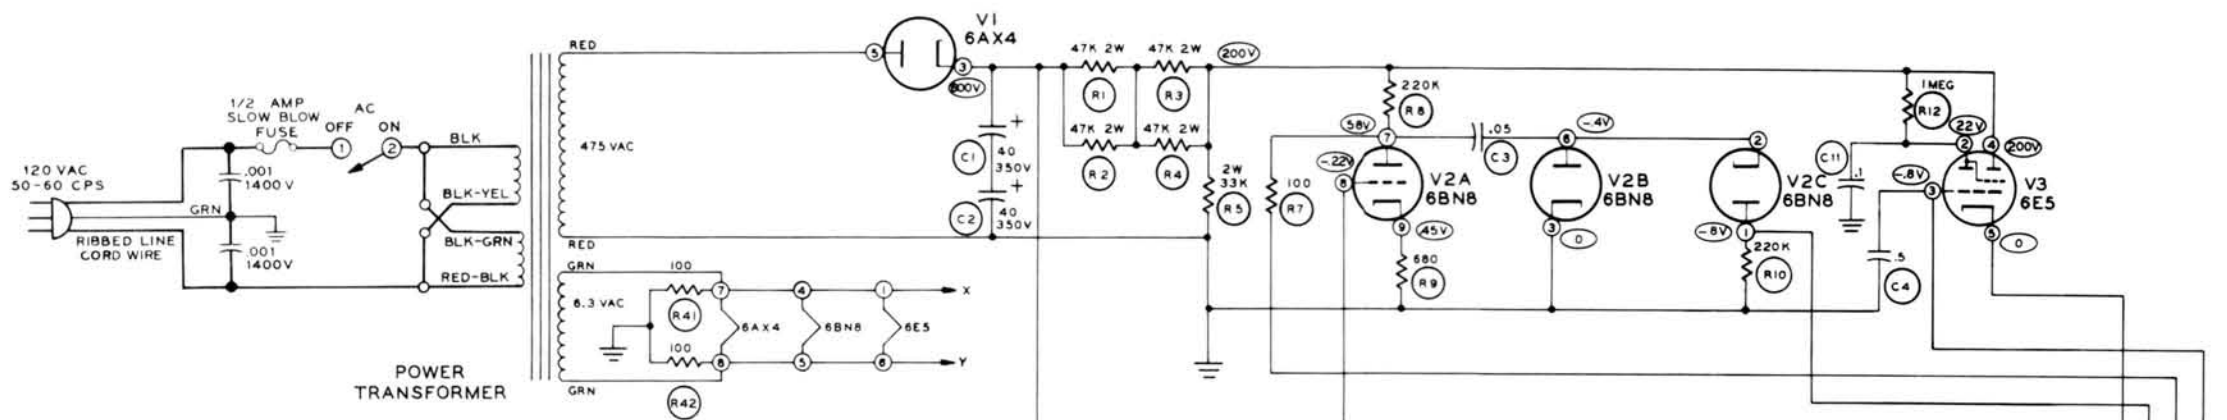 120 VAC
50-60 CPS
RIBBED LINE
CORD WIRE
GRN
.001
1400V
.001
1400V
1/2 AMP
SLOW BLOW
FUSE
AC
OFF
ON
1
2
BLK
BLK-YEL
BLK-GRN
RED-BLK
POWER
TRANSFORMER
RED
475 VAC
RED
GRN
6.3 VAC
GRN
100
R41
100
R42
7
8
6AX4
4
5
6BN8
1
6
6E5
X
Y
V1
6AX4
5
3
+
C1
40
350V
+
C2
40
350V
47K 2W
R1
47K 2W
R3
47K 2W
R2
47K 2W
R4
200V
2W
33K
R5
100
R7
220K
R8
58V
7
-.22V
8
V2A
6BN8
9
.45V
680
R9
.05
C3
6
-.4V
V2B
6BN8
3
0
2
V2C
6BN8
1
-.8V
220K
R10
1MEG
R12
22V
2
4
200V
C11
.1
-.8V
3
V3
6E5
5
0
.5
C4